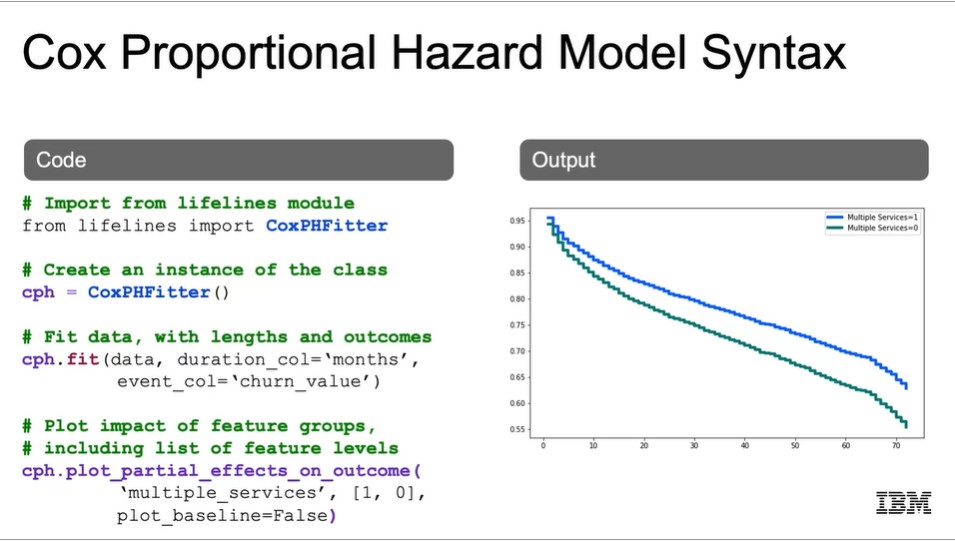 Cox Proportional Hazard Model Syntax
Code
# Import from lifelines module
from lifelines import CoxPHFitter
# Create an instance of the class
cph = CoxPHFitter()
# Fit data, with lengths and outcomes
cph.fit(data, duration_col=‘months’,
event_col=‘churn_value’)
# Plot impact of feature groups,
# including list of feature levels
cph.plot_partial_effects_on_outcome(
‘multiple_services’, [1, 0],
plot_baseline=False)
Output
Multiple Services=1
Multiple Services=0
0.95
0.90
0.85
0.80
0.75
0.70
0.65
0.60
0.55
0 10 20 30 40 50 60 70
IBM